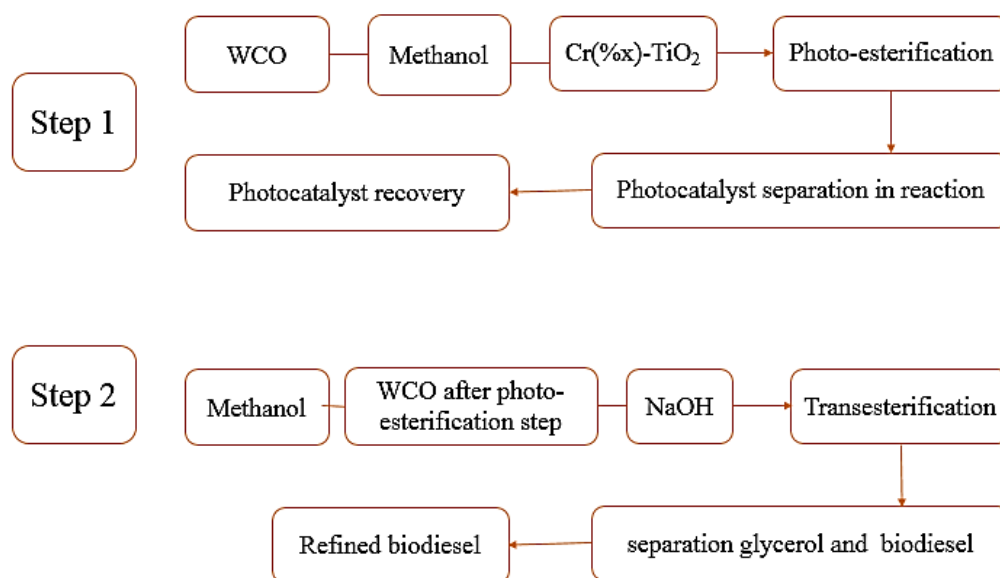 Step 1
WCO
Methanol
Cr(%x)-TiO₂
Photo-esterification
Photocatalyst recovery
Photocatalyst separation in reaction
Step 2
Methanol
WCO after photo-
esterification step
NaOH
Transesterification
Refined biodiesel
separation glycerol and biodiesel